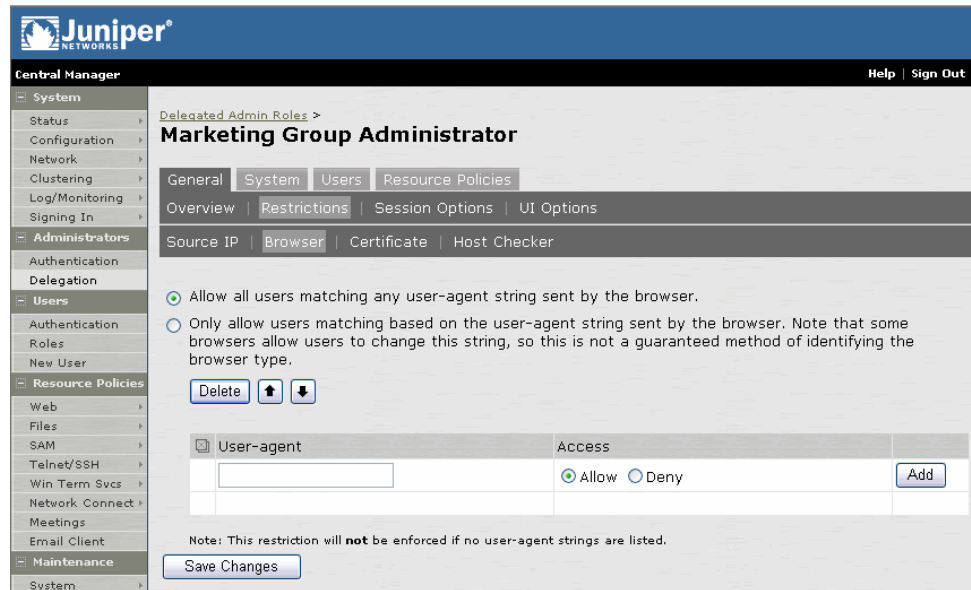 Juniper®
NETWORKS
Central Manager
Help | Sign Out
System
Status
Configuration
Network
Clustering
Log/Monitoring
Signing In
Administrators
Authentication
Delegation
Users
Authentication
Roles
New User
Resource Policies
Web
Files
SAM
Telnet/SSH
Win Term Svcs
Network Connect
Meetings
Email Client
Maintenance
System
Delegated Admin Roles >
Marketing Group Administrator
General System Users Resource Policies
Overview | Restrictions | Session Options | UI Options
Source IP | Browser | Certificate | Host Checker
Allow all users matching any user-agent string sent by the browser.
Only allow users matching based on the user-agent string sent by the browser. Note that some
browsers allow users to change this string, so this is not a guaranteed method of identifying the
browser type.
Delete
User-agent Access
Allow Deny Add
Note: This restriction will not be enforced if no user-agent strings are listed.
Save Changes